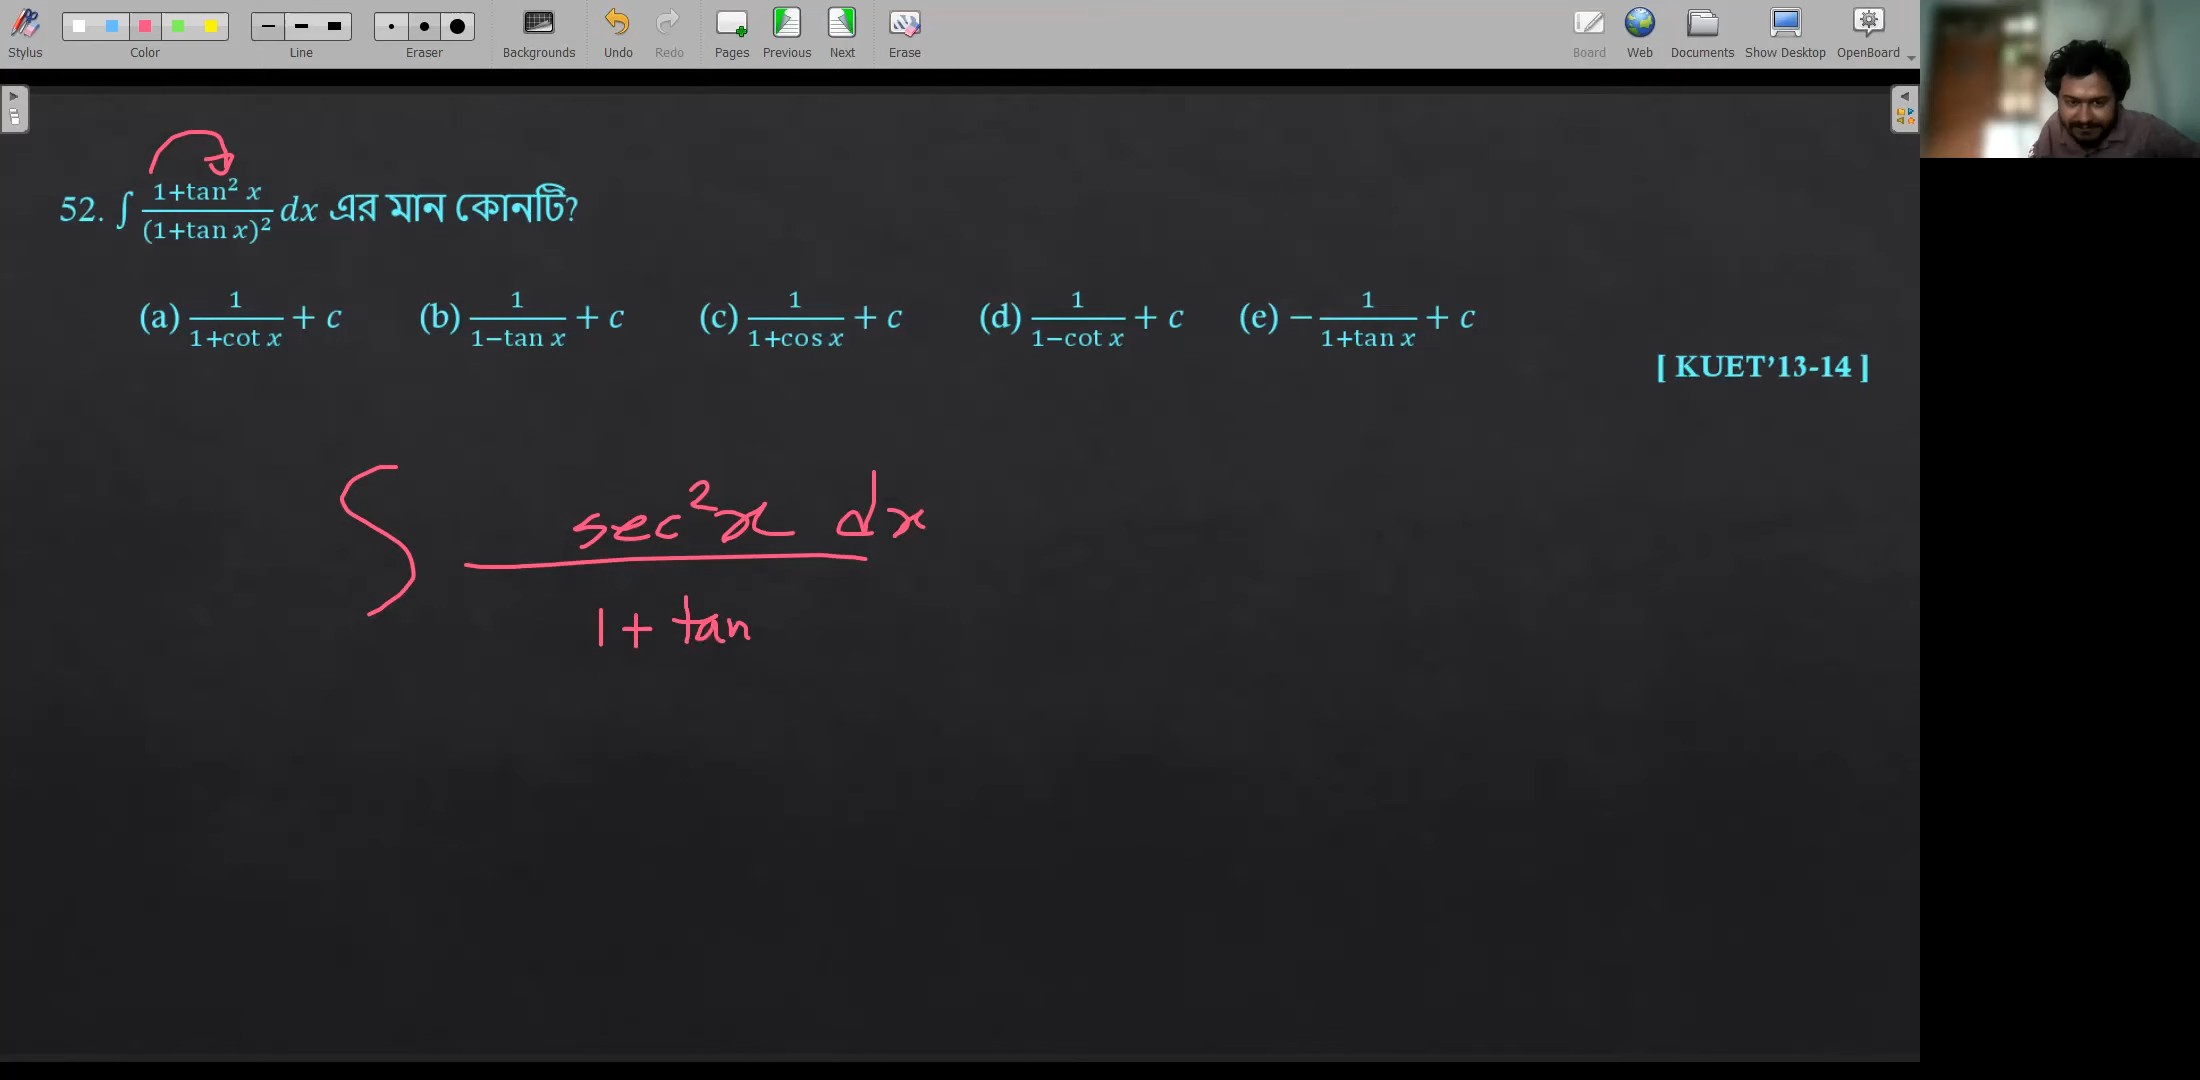 Stylus Color Line Eraser Backgrounds Undo Redo Pages Previous Next Erase Board Web Documents Show Desktop OpenBoard
52. ∫ (1+tan² x)/((1+tan x)²) dx এর মান কোনটি?
(a) 1/(1+cot x) + c (b) 1/(1−tan x) + c (c) 1/(1+cos x) + c (d) 1/(1−cot x) + c (e) − 1/(1+tan x) + c
[ KUET’13-14 ]
∫ sec²x dx
1 + tan